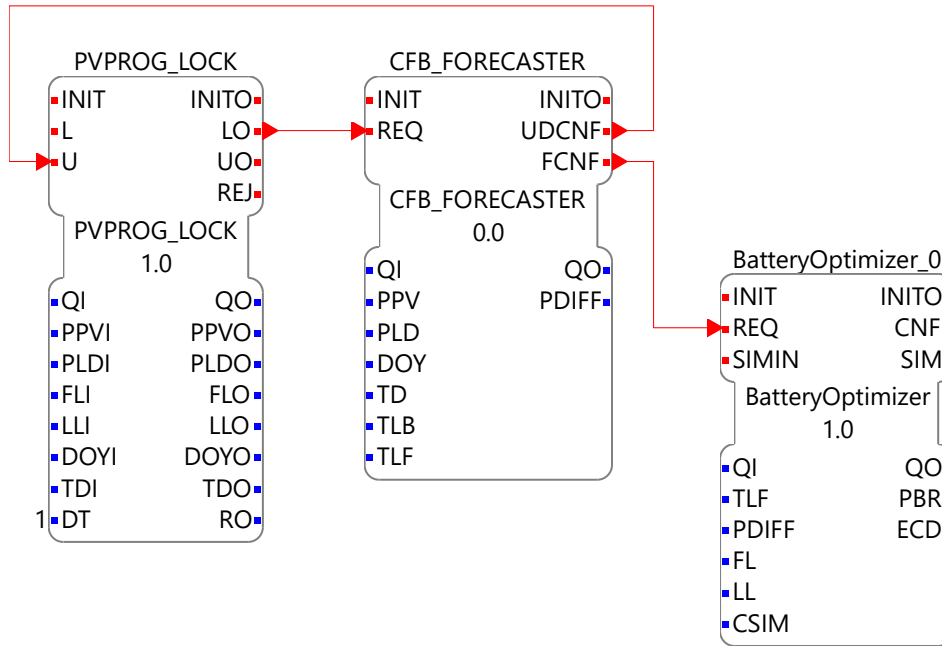 PVPROG_LOCK
INIT INITO
L LO
U UO
REJ
PVPROG_LOCK
1.0
QI QO
PPVI PPVO
PLDI PLDO
FLI FLO
LLI LLO
DOYI DOYO
TDI TDO
1 DT RO
CFB_FORECASTER
INIT INITO
REQ UDCNF
FCNF
CFB_FORECASTER
0.0
QI QO
PPV PDIFF
PLD
DOY
TD
TLB
TLF
BatteryOptimizer_0
INIT INITO
REQ CNF
SIMIN SIM
BatteryOptimizer
1.0
QI QO
TLF PBR
PDIFF ECD
FL
LL
CSIM